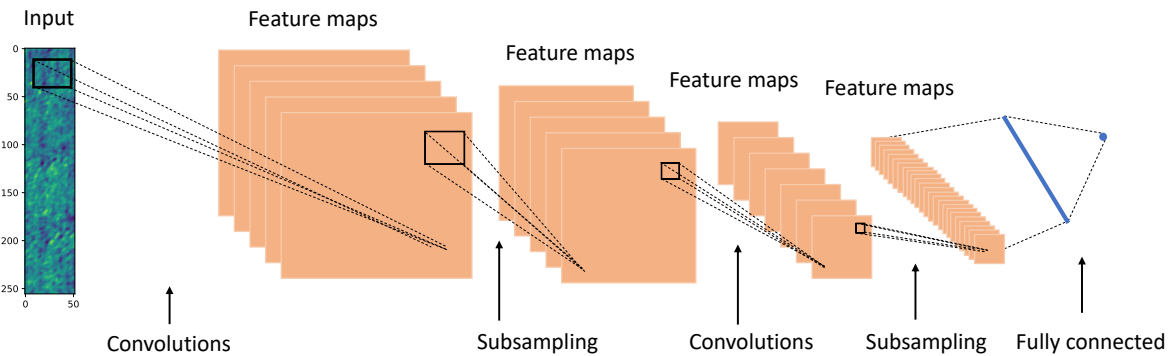 Input
Feature maps
Feature maps
Feature maps
Feature maps
0
50
100
150
200
250
0 50
Convolutions
Subsampling
Convolutions
Subsampling
Fully connected